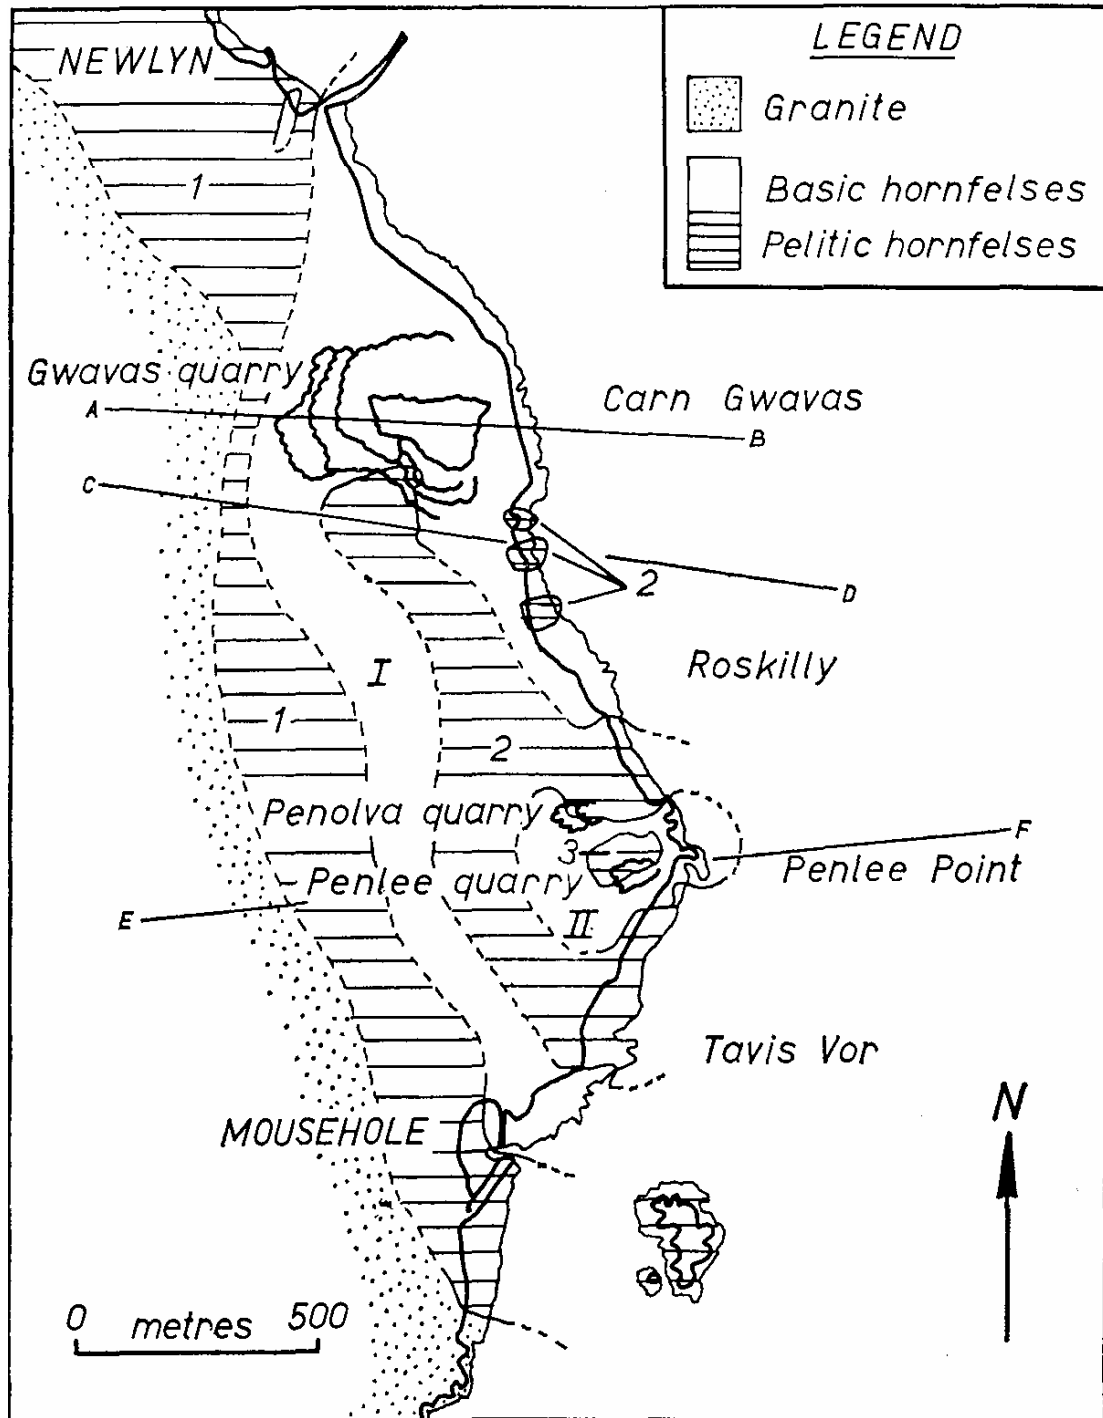 LEGEND
Granite
Basic hornfelses
Pelitic hornfelses
NEWLYN
1
Gwavas quarry
Carn Gwavas
A
B
C
D
2
I
Roskilly
1
2
Penolva quarry
3
F
Penlee quarry
Penlee Point
E
II
Tavis Vor
N
MOUSEHOLE
0 metres 500